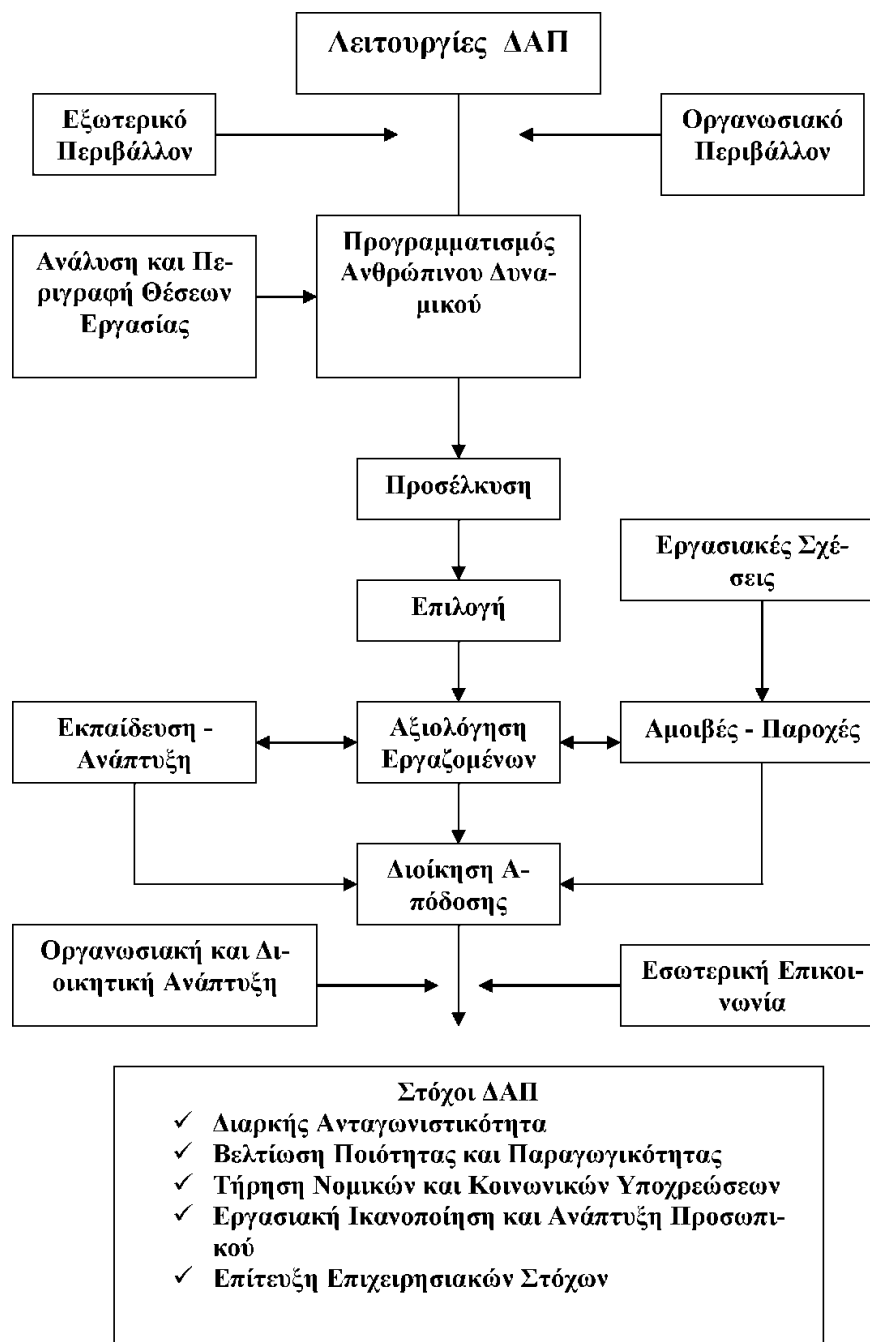 Λειτουργίες ΔΑΠ
Εξωτερικό
Περιβάλλον
Οργανωσιακό
Περιβάλλον
Ανάλυση και Πε-
ριγραφή Θέσεων
Εργασίας
Προγραμματισμός
Ανθρώπινου Δυνα-
μικού
Προσέλκυση
Εργασιακές Σχέ-
σεις
Επιλογή
Εκπαίδευση -
Ανάπτυξη
Αξιολόγηση
Εργαζομένων
Αμοιβές - Παροχές
Διοίκηση Α-
πόδοσης
Οργανωσιακή και Δι-
οικητική Ανάπτυξη
Εσωτερική Επικοι-
νωνία
Στόχοι ΔΑΠ
✓ Διαρκής Ανταγωνιστικότητα
✓ Βελτίωση Ποιότητας και Παραγωγικότητας
✓ Τήρηση Νομικών και Κοινωνικών Υποχρεώσεων
✓ Εργασιακή Ικανοποίηση και Ανάπτυξη Προσωπι-
κού
✓ Επίτευξη Επιχειρησιακών Στόχων